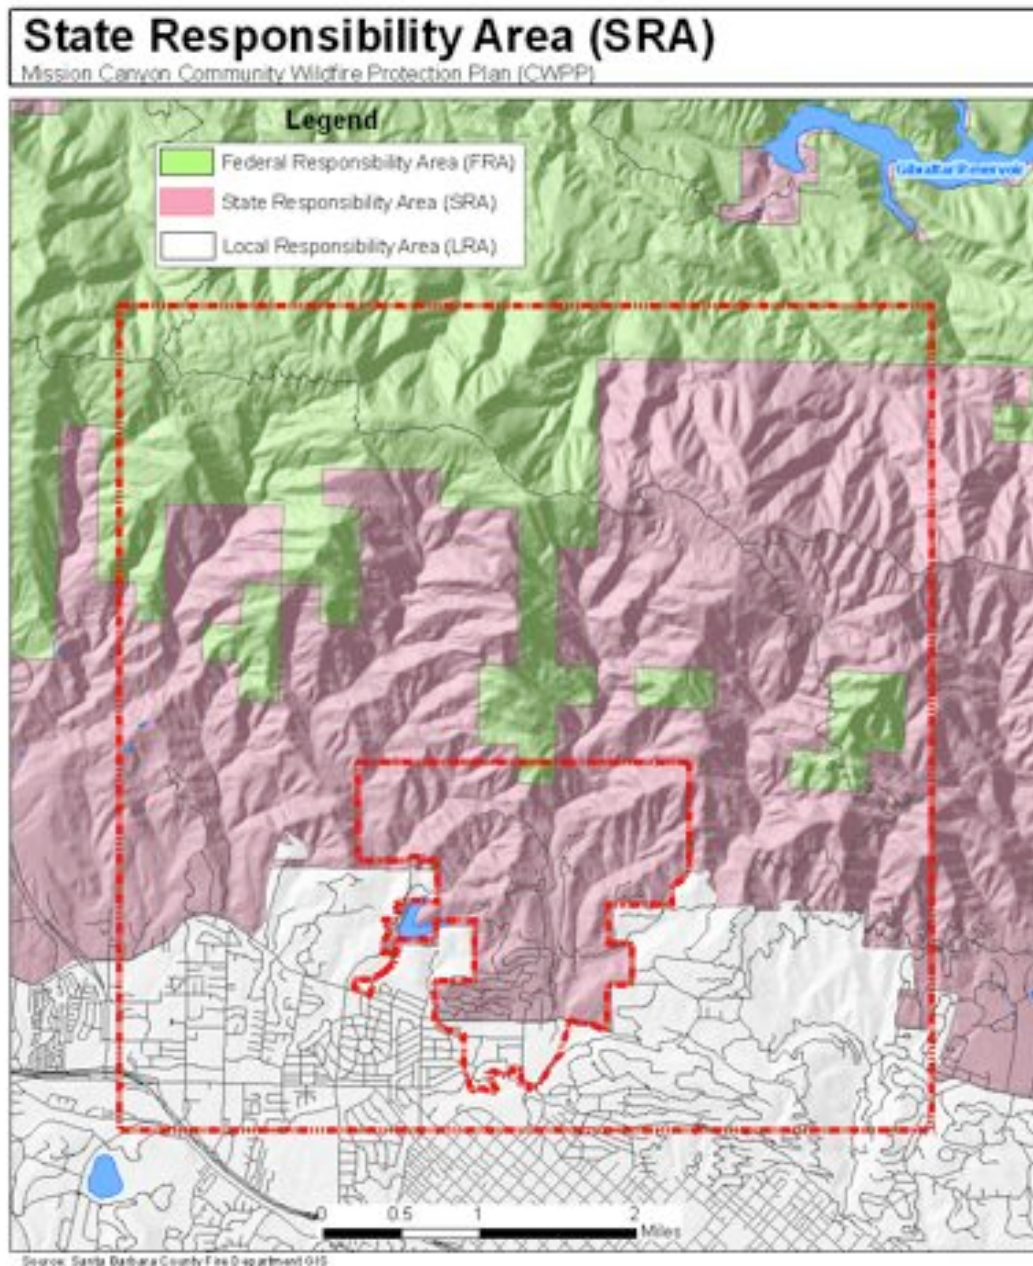 State Responsibility Area (SRA)
Mission Canyon Community Wildfire Protection Plan (CWPP)
Legend
Federal Responsibility Area (FRA)
State Responsibility Area (SRA)
Local Responsibility Area (LRA)
Gibraltar Reservoir
0 0.5 1 2
Miles
Source: Santa Barbara County Fire Department GIS